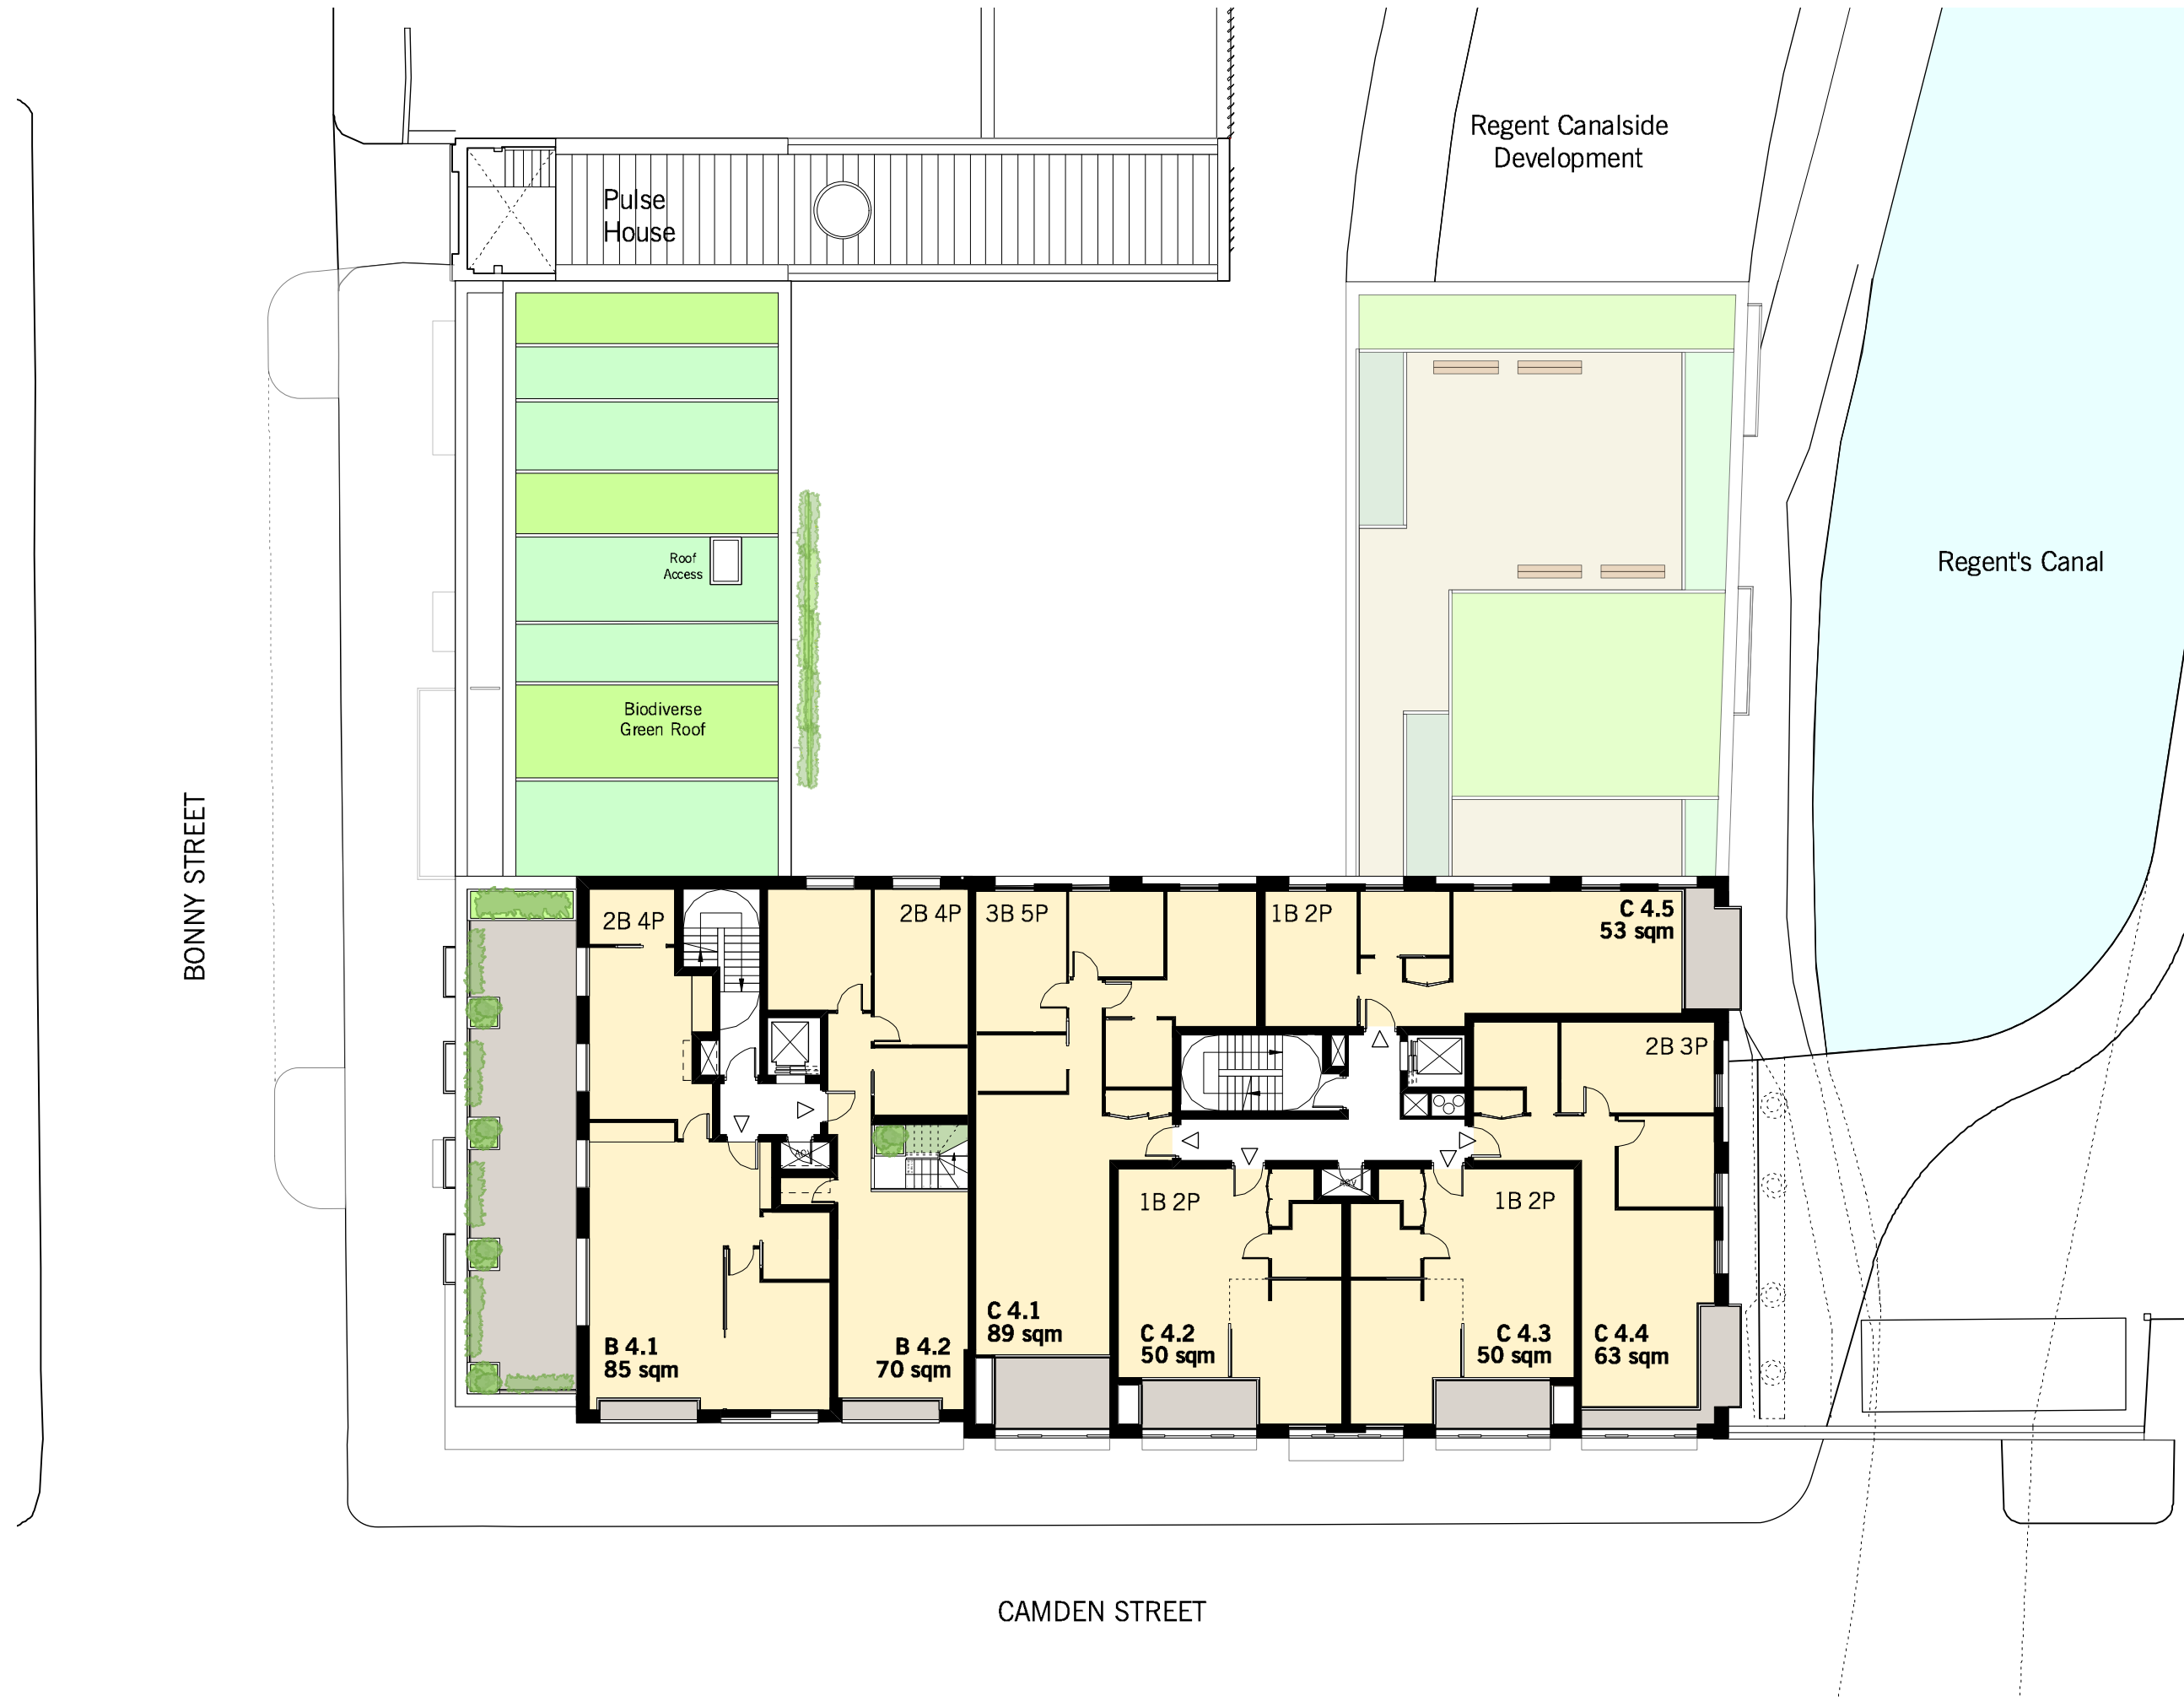 Regent Canalside
Development
Pulse
House
Regent's Canal
Roof
Access
Biodiverse
Green Roof
BONNY STREET
2B 4P
2B 4P
3B 5P
1B 2P
C 4.5
53 sqm
2B 3P
ACV
ACV
1B 2P
1B 2P
B 4.1
85 sqm
B 4.2
70 sqm
C 4.1
89 sqm
C 4.2
50 sqm
C 4.3
50 sqm
C 4.4
63 sqm
CAMDEN STREET